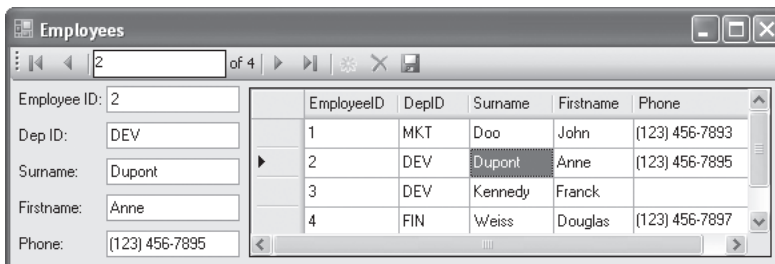 Employees
2 of 4
Employee ID: 2
Dep ID: DEV
Surname: Dupont
Firstname: Anne
Phone: (123) 456-7895
EmployeeID DepID Surname Firstname Phone
1 MKT Doo John (123) 456-7893
2 DEV Dupont Anne (123) 456-7895
3 DEV Kennedy Franck
4 FIN Weiss Douglas (123) 456-7897